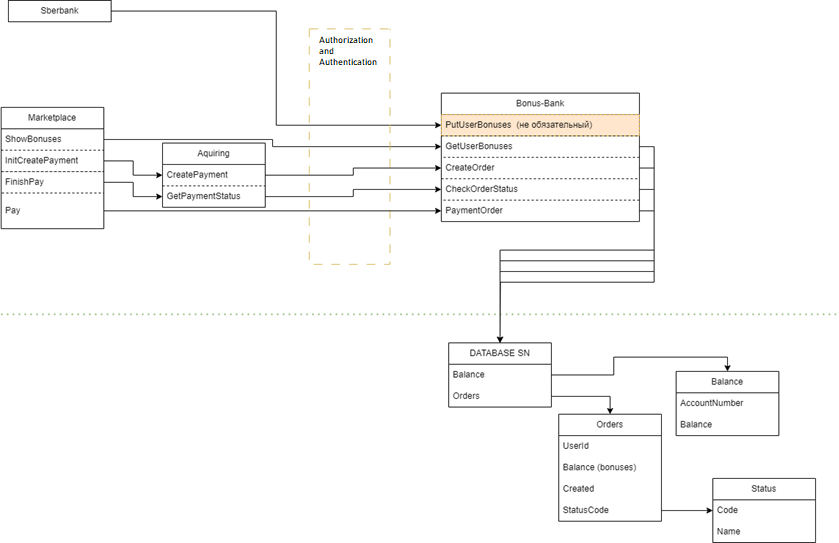 Sberbank
Authorization
and
Authentication
Bonus-Bank
PutUserBonuses (не обязательный)
GetUserBonuses
CreateOrder
CheckOrderStatus
PaymentOrder
Marketplace
ShowBonuses
InitCreatePayment
FinishPay
Pay
Aquiring
CreatePayment
GetPaymentStatus
DATABASE SN
Balance
Orders
Balance
AccountNumber
Balance
Orders
UserId
Balance (bonuses)
Created
StatusCode
Status
Code
Name